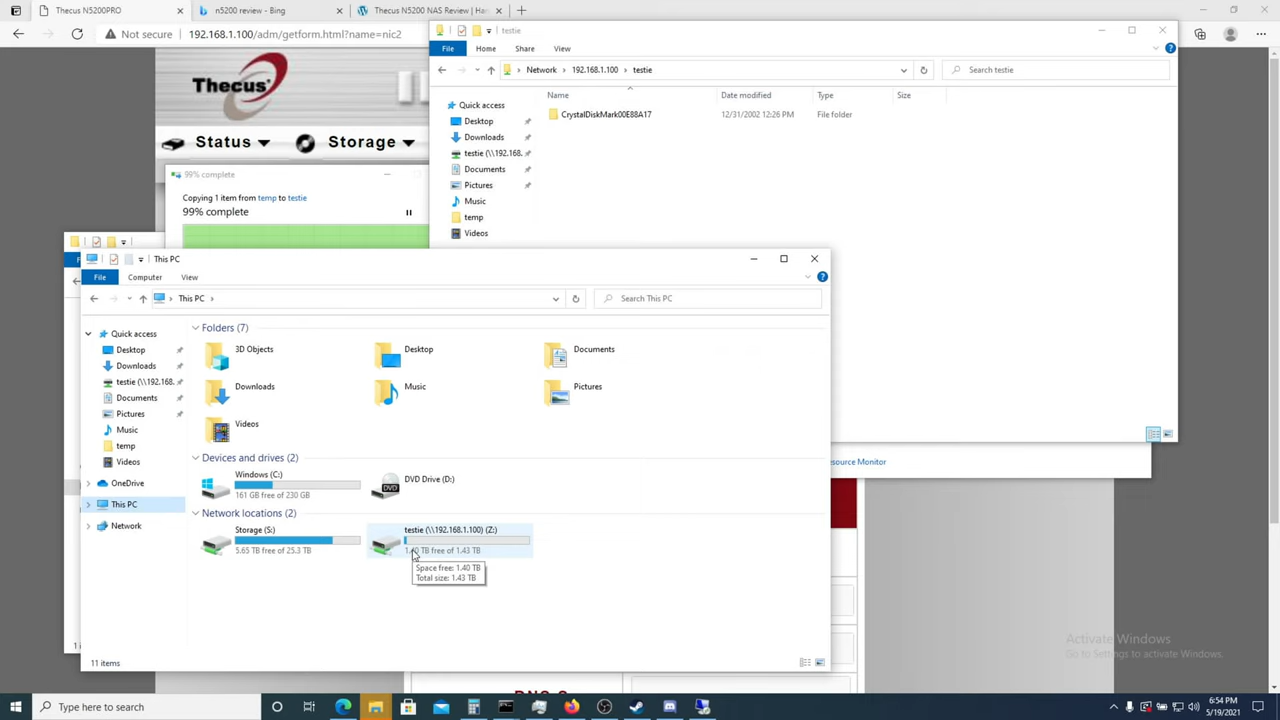 Thecus N5200PRO
n5200 review - Bing
Thecus N5200 NAS Review | Ha
Not secure
192.168.1.100/adm/getform.html?name=nic2
testie
File
Home
Share
View
Network
192.168.1.100
testie
Search testie
Name
Date modified
Type
Size
Quick access
Desktop
Downloads
testie (\\192.168.
Documents
Pictures
Music
temp
Videos
CrystalDiskMark00E88A17
12/31/2002 12:26 PM
File folder
Thecus
Status
Storage
99% complete
Copying 1 item from temp to testie
99% complete
This PC
File
Computer
View
This PC
Search This PC
Quick access
Desktop
Downloads
testie (\\192.168.
Documents
Pictures
Music
temp
Videos
OneDrive
This PC
Network
Folders (7)
3D Objects
Desktop
Documents
Downloads
Music
Pictures
Videos
Devices and drives (2)
Windows (C:)
161 GB free of 230 GB
DVD Drive (D:)
Network locations (2)
Storage (S:)
5.65 TB free of 25.3 TB
testie (\\192.168.1.100) (Z:)
1.40 TB free of 1.43 TB
Space free: 1.40 TB
Total size: 1.43 TB
11 items
esource Monitor
Activate Windows
Go to Settings to activate Windows.
Type here to search
6:54 PM
5/19/2021